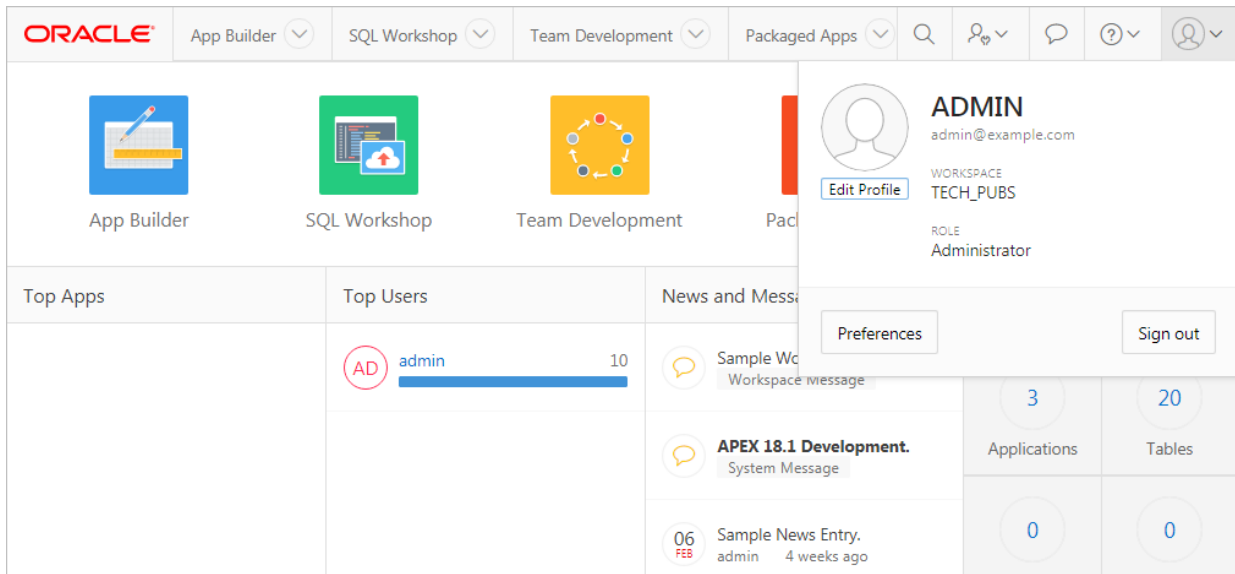 ORACLE App Builder SQL Workshop Team Development Packaged Apps
ADMIN
admin@example.com
Edit Profile
WORKSPACE
TECH_PUBS
ROLE
Administrator
Preferences Sign out
App Builder SQL Workshop Team Development
Top Apps Top Users News and
AD admin 10
Sample
Workspace Message
APEX 18.1 Development.
System Message
06
FEB
Sample News Entry.
admin 4 weeks ago
3 20
Applications Tables
0 0